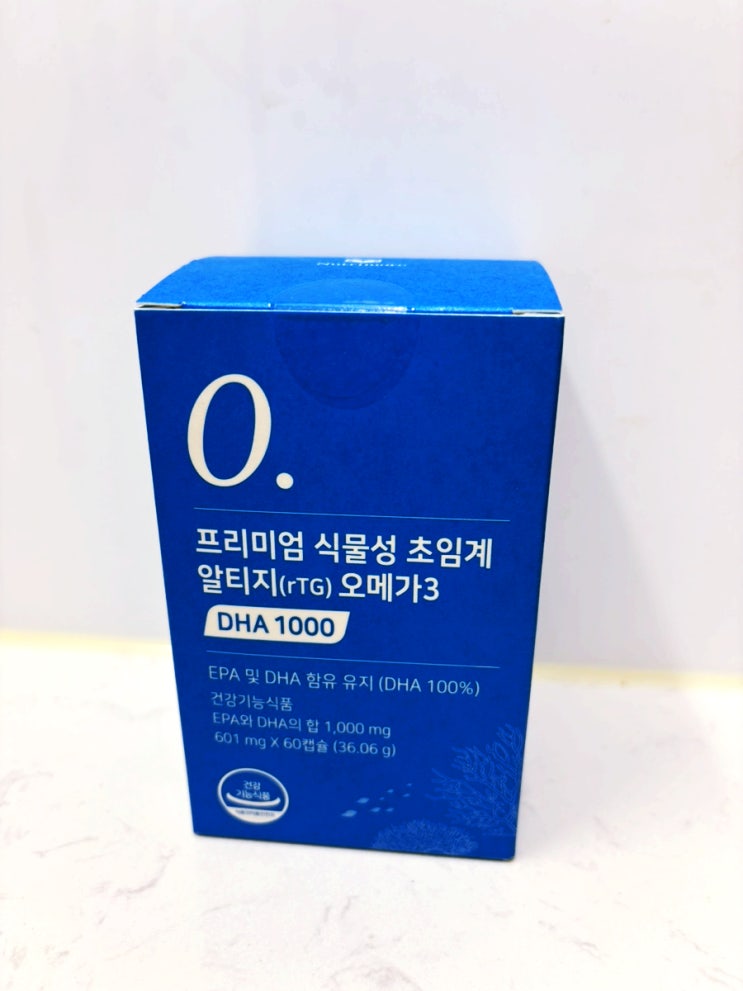 O.
프리미엄 식물성 초임계
알티지(rTG) 오메가3
DHA 1000
EPA 및 DHA 함유 유지 (DHA 100%)
건강기능식품
EPA와 DHA의 합 1,000 mg
601 mg X 60캡슐 (36.06 g)
건강
기능식품